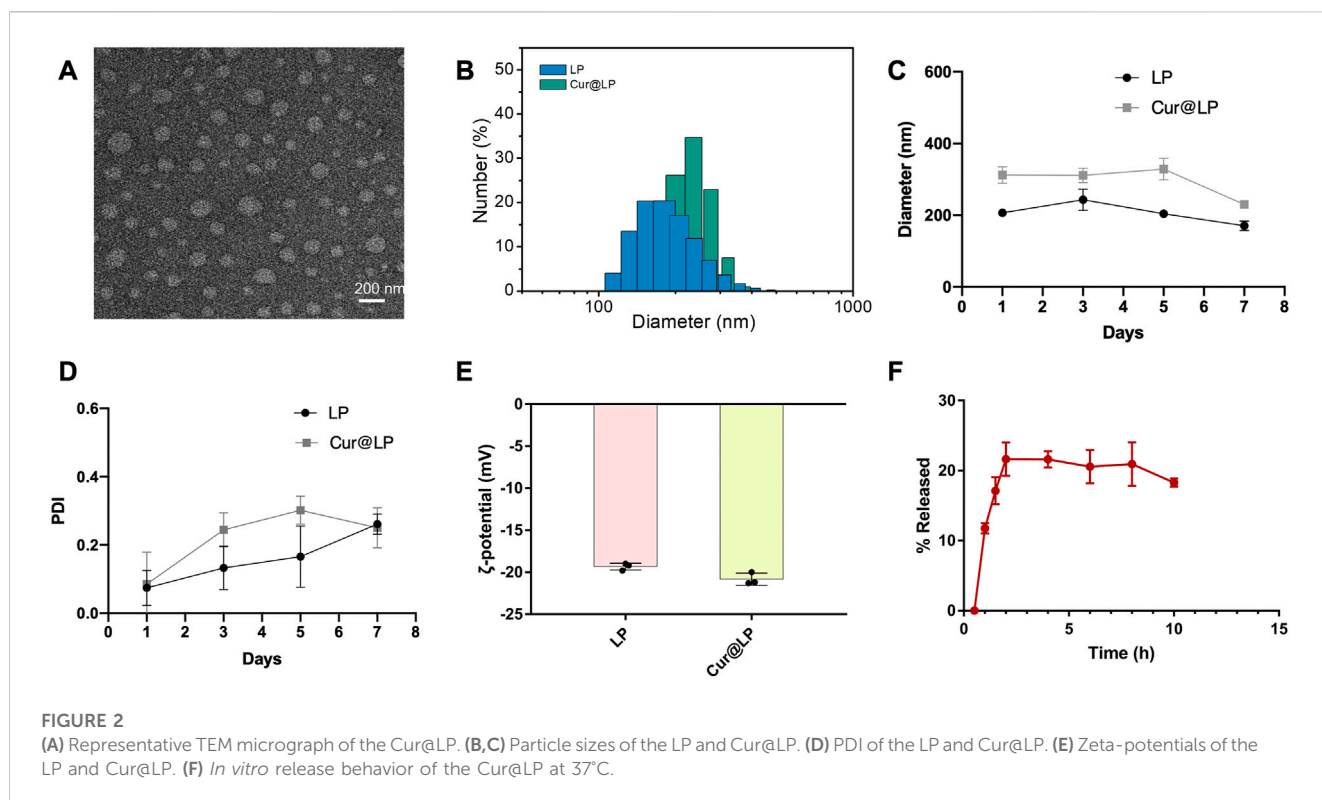 A
200 nm
B
50
40
30
20
10
0
Number (%)
LP
Cur@LP
100
1000
Diameter (nm)
C
600
400
200
0
Diameter (nm)
LP
Cur@LP
0 1 2 3 4 5 6 7 8
Days
D
0.6
0.4
0.2
0.0
PDI
LP
Cur@LP
0 1 2 3 4 5 6 7 8
Days
E
0
-5
-10
-15
-20
-25
ζ-potential (mV)
LP
Cur@LP
F
30
20
10
0
% Released
0 5 10 15
Time (h)
FIGURE 2
(A) Representative TEM micrograph of the Cur@LP. (B,C) Particle sizes of the LP and Cur@LP. (D) PDI of the LP and Cur@LP. (E) Zeta-potentials of the
LP and Cur@LP. (F) In vitro release behavior of the Cur@LP at 37°C.